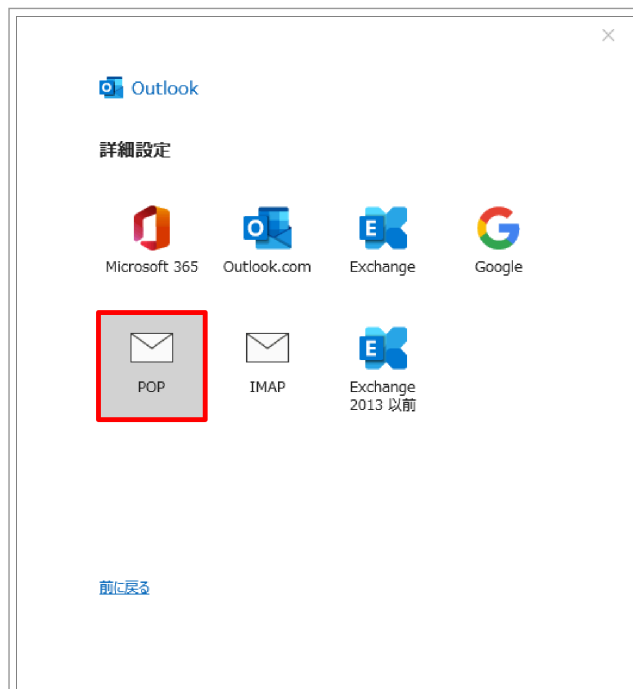 Outlook
詳細設定
Microsoft 365
Outlook.com
Exchange
Google
POP
IMAP
Exchange
2013 以前
前に戻る